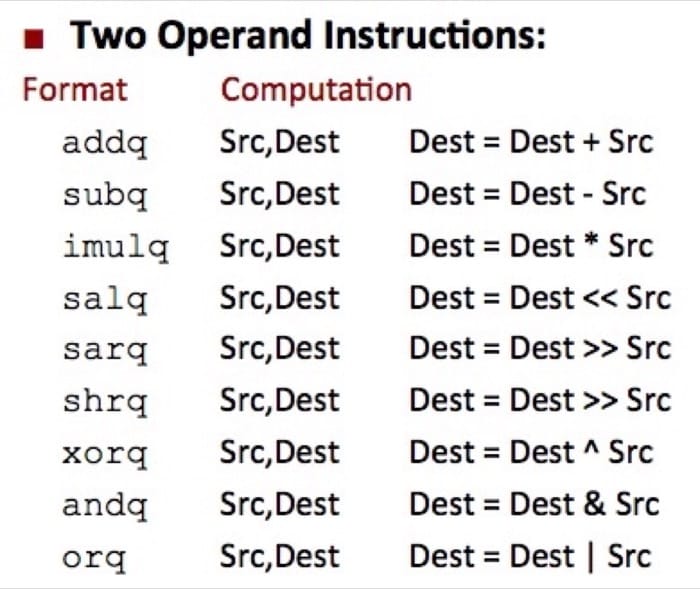 ■ Two Operand Instructions:
Format Computation
addq Src,Dest Dest = Dest + Src
subq Src,Dest Dest = Dest - Src
imulq Src,Dest Dest = Dest * Src
salq Src,Dest Dest = Dest << Src
sarq Src,Dest Dest = Dest >> Src
shrq Src,Dest Dest = Dest >> Src
xorq Src,Dest Dest = Dest ^ Src
andq Src,Dest Dest = Dest & Src
orq Src,Dest Dest = Dest | Src